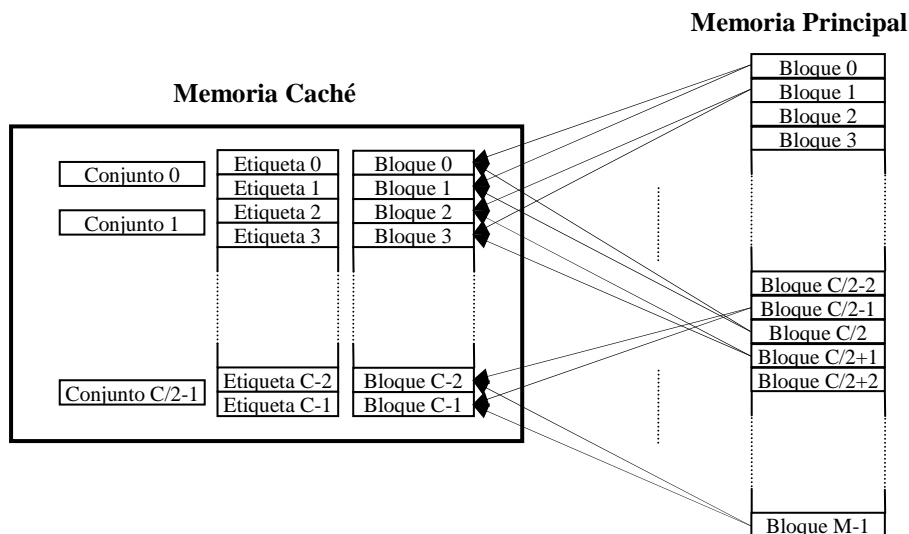 Memoria Principal
Memoria Caché
Bloque 0
Bloque 1
Bloque 2
Bloque 3
Conjunto 0
Conjunto 1
Etiqueta 0
Etiqueta 1
Etiqueta 2
Etiqueta 3
Bloque 0
Bloque 1
Bloque 2
Bloque 3
Bloque C/2-2
Bloque C/2-1
Bloque C/2
Bloque C/2+1
Bloque C/2+2
Conjunto C/2-1
Etiqueta C-2
Etiqueta C-1
Bloque C-2
Bloque C-1
Bloque M-1